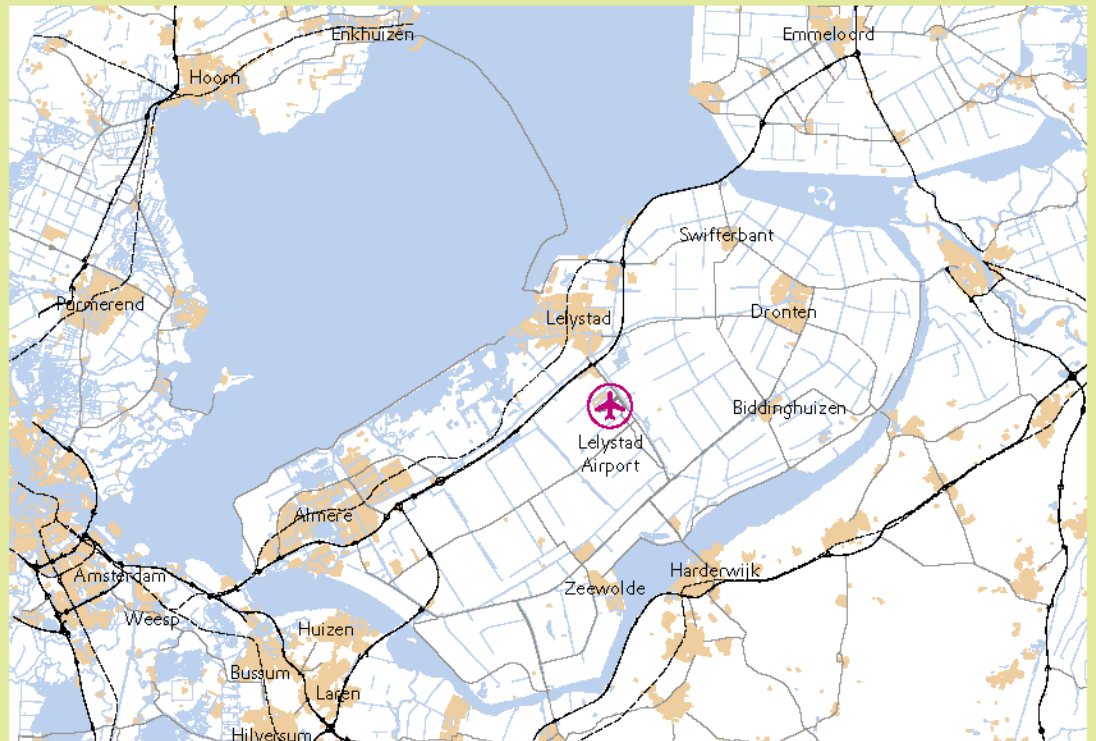 Enkhuizen
Emmeloord
Hoorn
Swifterbant
Purmerend
Lelystad
Dronten
Biddinghuizen
Lelystad
Airport
Almere
Amsterdam
Harderwijk
Zeewolde
Weesp
Huizen
Bussum
Laren
Hilversum